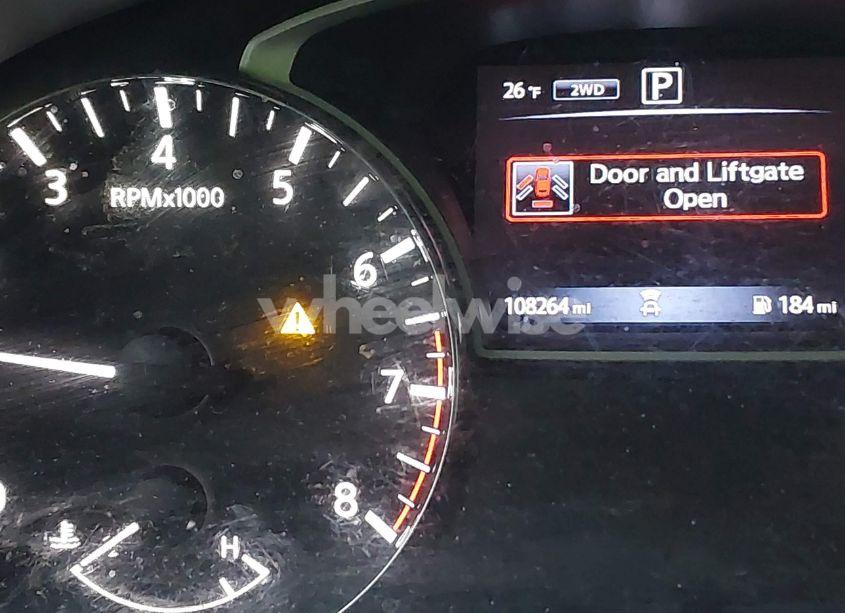 26 °F 2WD P
Door and Liftgate
Open
108264 mi 184 mi
3 4 5 6 7 8
RPMx1000
wheelwise
H